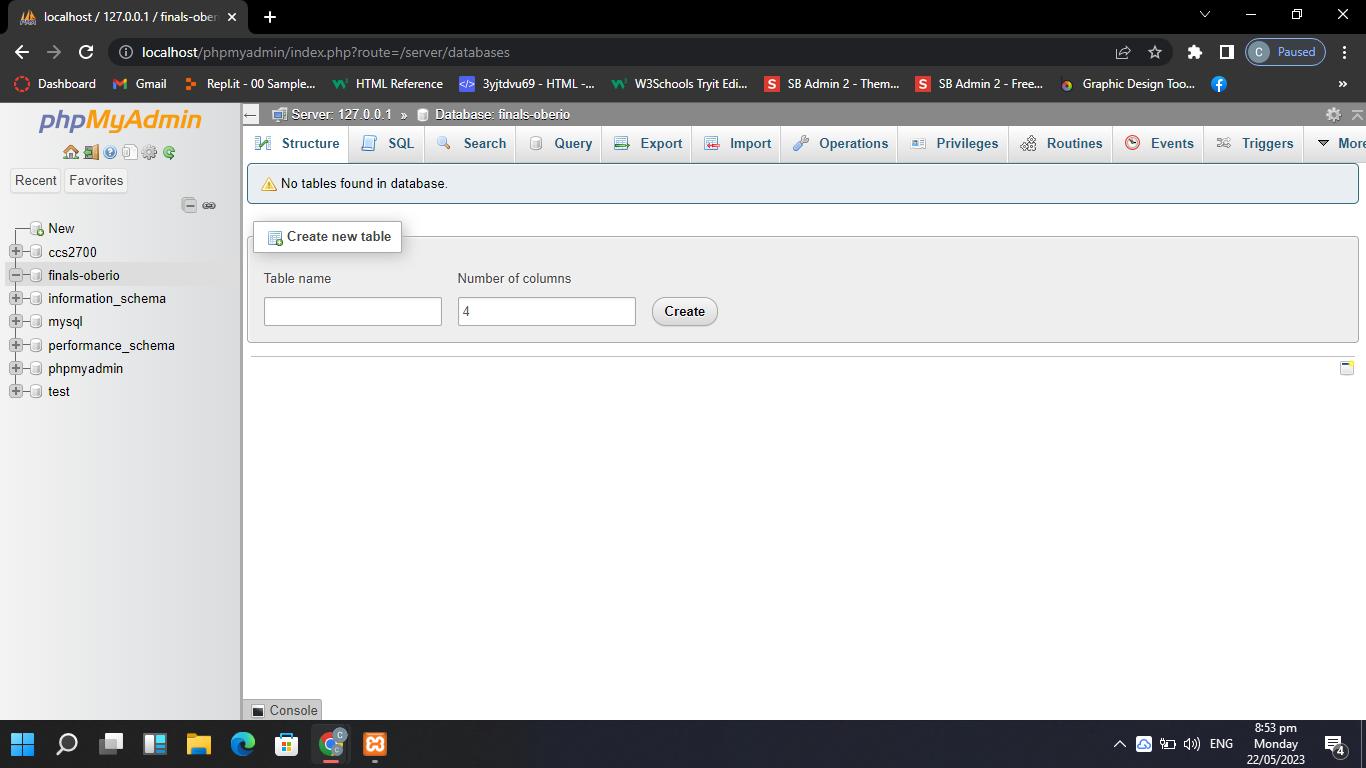 localhost / 127.0.0.1 / finals-ober
localhost/phpmyadmin/index.php?route=/server/databases
C Paused
Dashboard Gmail Repl.it - 00 Sample... HTML Reference 3yjtdvu69 - HTML -... W3Schools Tryit Edi... SB Admin 2 - Them... SB Admin 2 - Free... Graphic Design Too... »
phpMyAdmin
Recent Favorites
New
ccs2700
finals-oberio
information_schema
mysql
performance_schema
phpmyadmin
test
Server: 127.0.0.1 » Database: finals-oberio
Structure SQL Search Query Export Import Operations Privileges Routines Events Triggers More
No tables found in database.
Create new table
Table name Number of columns
4 Create
Console
ENG
8:53 pm
Monday
22/05/2023
4